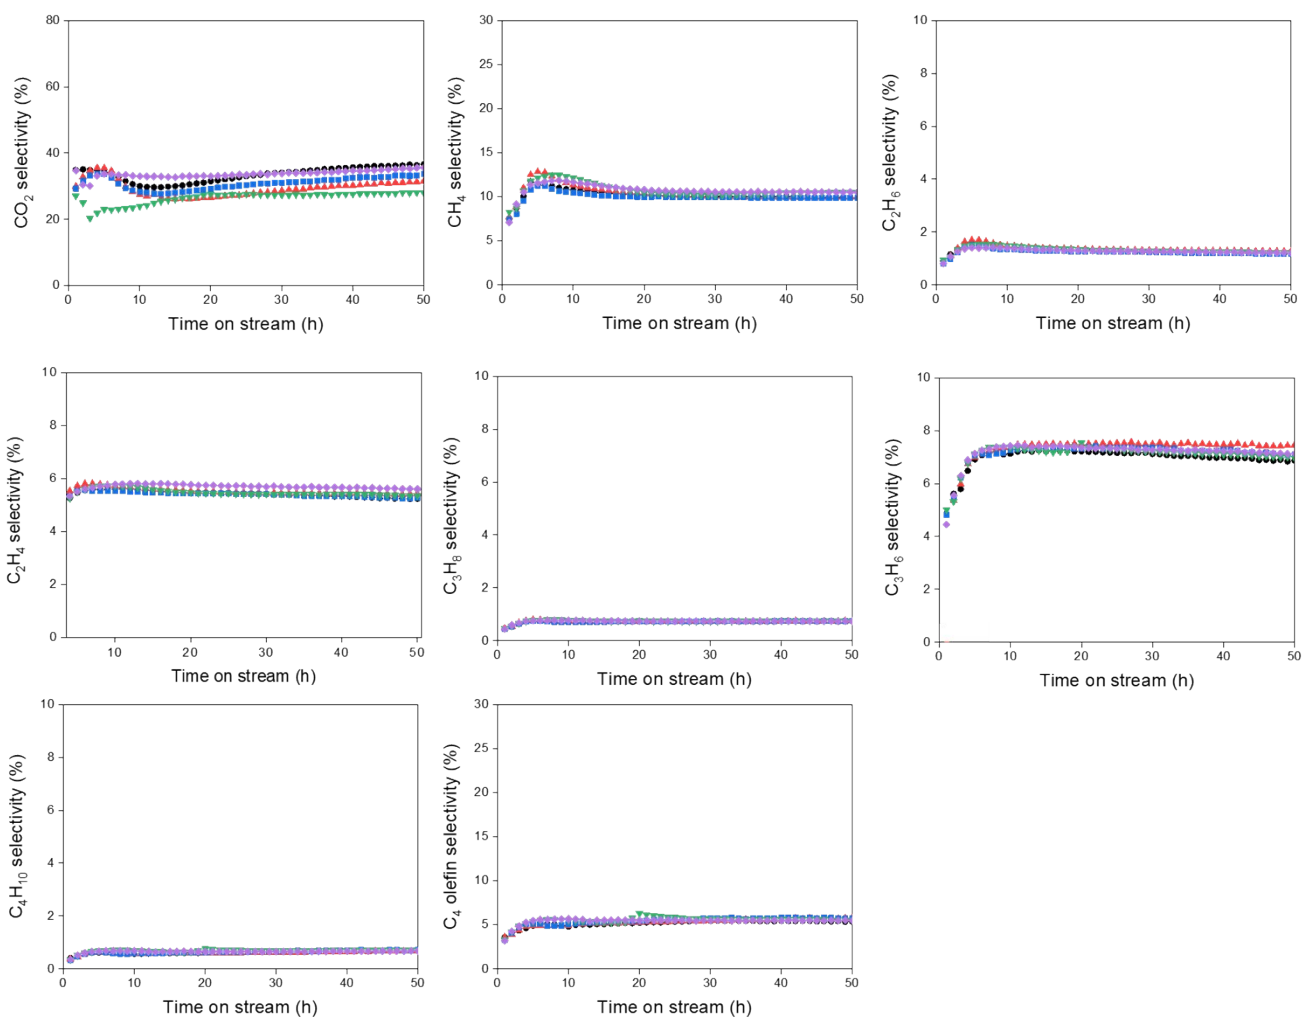 CO2 selectivity (%)
80
60
40
20
0
0 10 20 30 40 50
Time on stream (h)
CH4 selectivity (%)
30
25
20
15
10
5
0
0 10 20 30 40 50
Time on stream (h)
C2H6 selectivity (%)
10
8
6
4
2
0
0 10 20 30 40 50
Time on stream (h)
C2H4 selectivity (%)
10
8
6
4
2
0
10 20 30 40 50
Time on stream (h)
C3H8 selectivity (%)
10
8
6
4
2
0
0 10 20 30 40 50
Time on stream (h)
C3H6 selectivity (%)
10
8
6
4
2
0
0 10 20 30 40 50
Time on stream (h)
C4H10 selectivity (%)
10
8
6
4
2
0
0 10 20 30 40 50
Time on stream (h)
C4 olefin selectivity (%)
30
25
20
15
10
5
0
0 10 20 30 40 50
Time on stream (h)